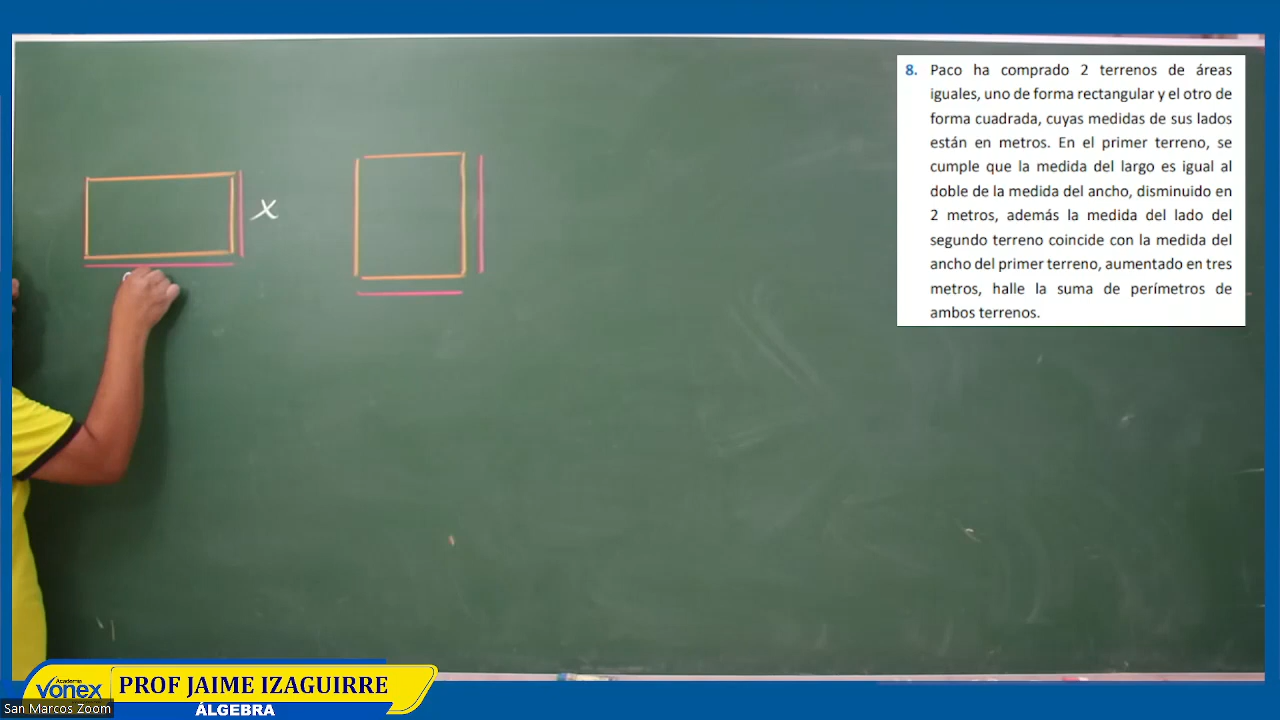 8. Paco ha comprado 2 terrenos de áreas
iguales, uno de forma rectangular y el otro de
forma cuadrada, cuyas medidas de sus lados
están en metros. En el primer terreno, se
cumple que la medida del largo es igual al
doble de la medida del ancho, disminuido en
2 metros, además la medida del lado del
segundo terreno coincide con la medida del
ancho del primer terreno, aumentado en tres
metros, halle la suma de perímetros de
ambos terrenos.
x
Academia
vonex
PROF JAIME IZAGUIRRE
ÁLGEBRA
San Marcos Zoom